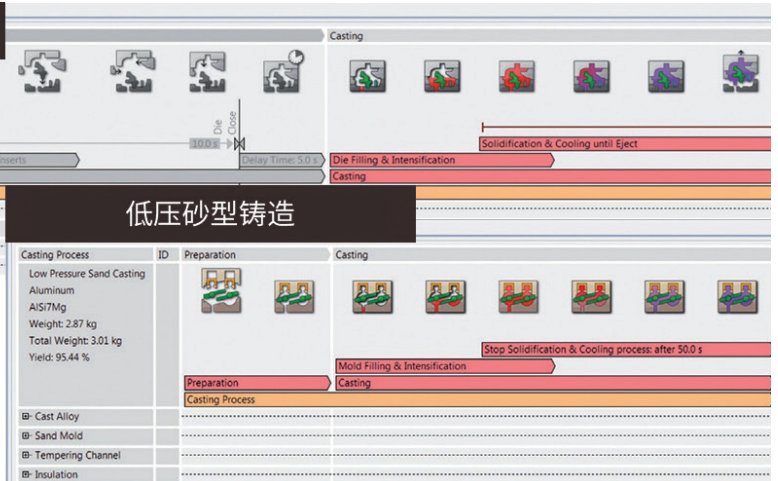 Casting
Die
Close
10.0 s
Solidification & Cooling until Eject
nserts
Delay Time: 5.0 s
Die Filling & Intensification
Casting
低压砂型铸造
Casting Process
ID
Preparation
Casting
Low Pressure Sand Casting
Aluminum
AlSi7Mg
Weight: 2.87 kg
Total Weight: 3.01 kg
Yield: 95.44 %
Stop Solidification & Cooling process: after 50.0 s
Mold Filling & Intensification
Preparation
Casting
Casting Process
Cast Alloy
Sand Mold
Tempering Channel
Insulation